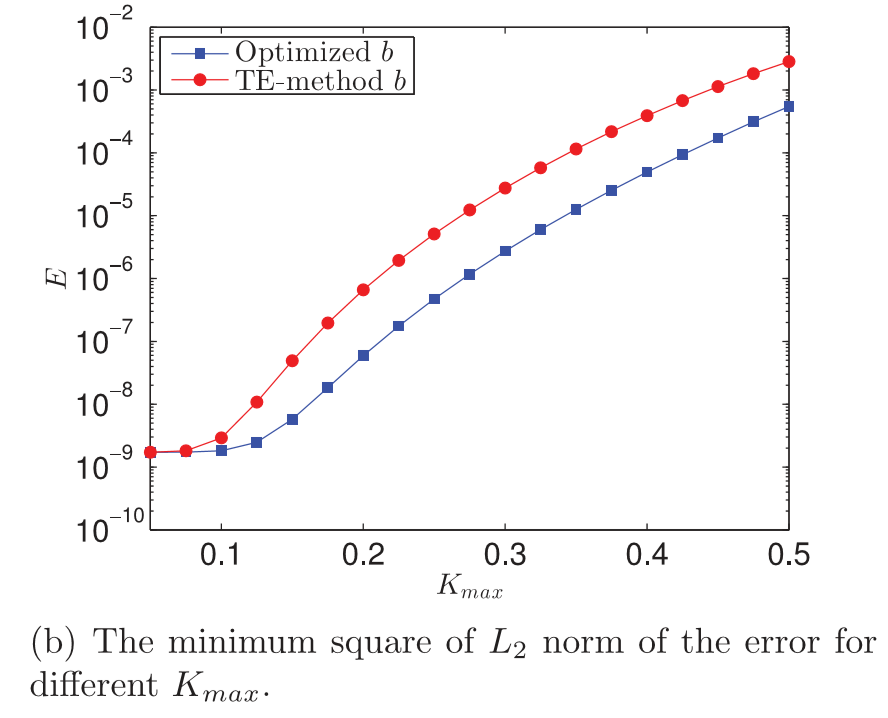 10⁻²
Optimized b
TE-method b
10⁻³
10⁻⁴
10⁻⁵
10⁻⁶
E
10⁻⁷
10⁻⁸
10⁻⁹
10⁻¹⁰
0.1 0.2 0.3 0.4 0.5
K_max
(b) The minimum square of L₂ norm of the error for
different K_max.